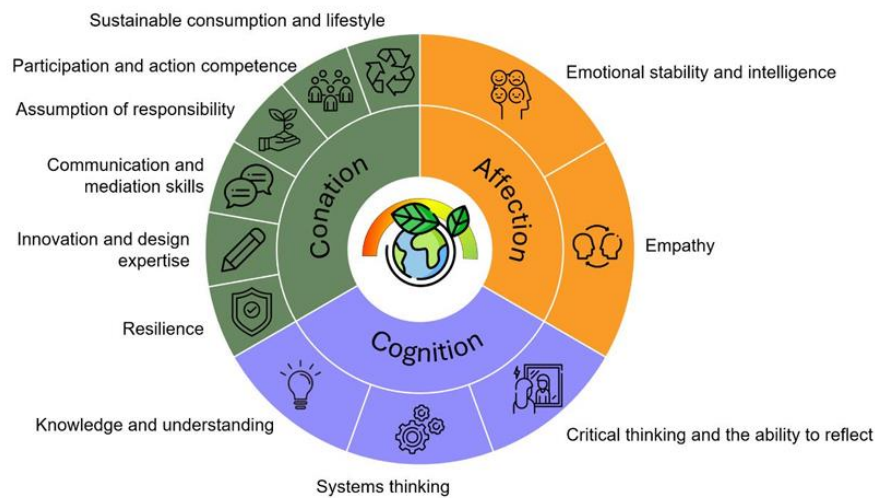 Sustainable consumption and lifestyle
Participation and action competence
Assumption of responsibility
Communication and
mediation skills
Innovation and design
expertise
Resilience
Knowledge and understanding
Systems thinking
Critical thinking and the ability to reflect
Empathy
Emotional stability and intelligence
Conation
Affection
Cognition